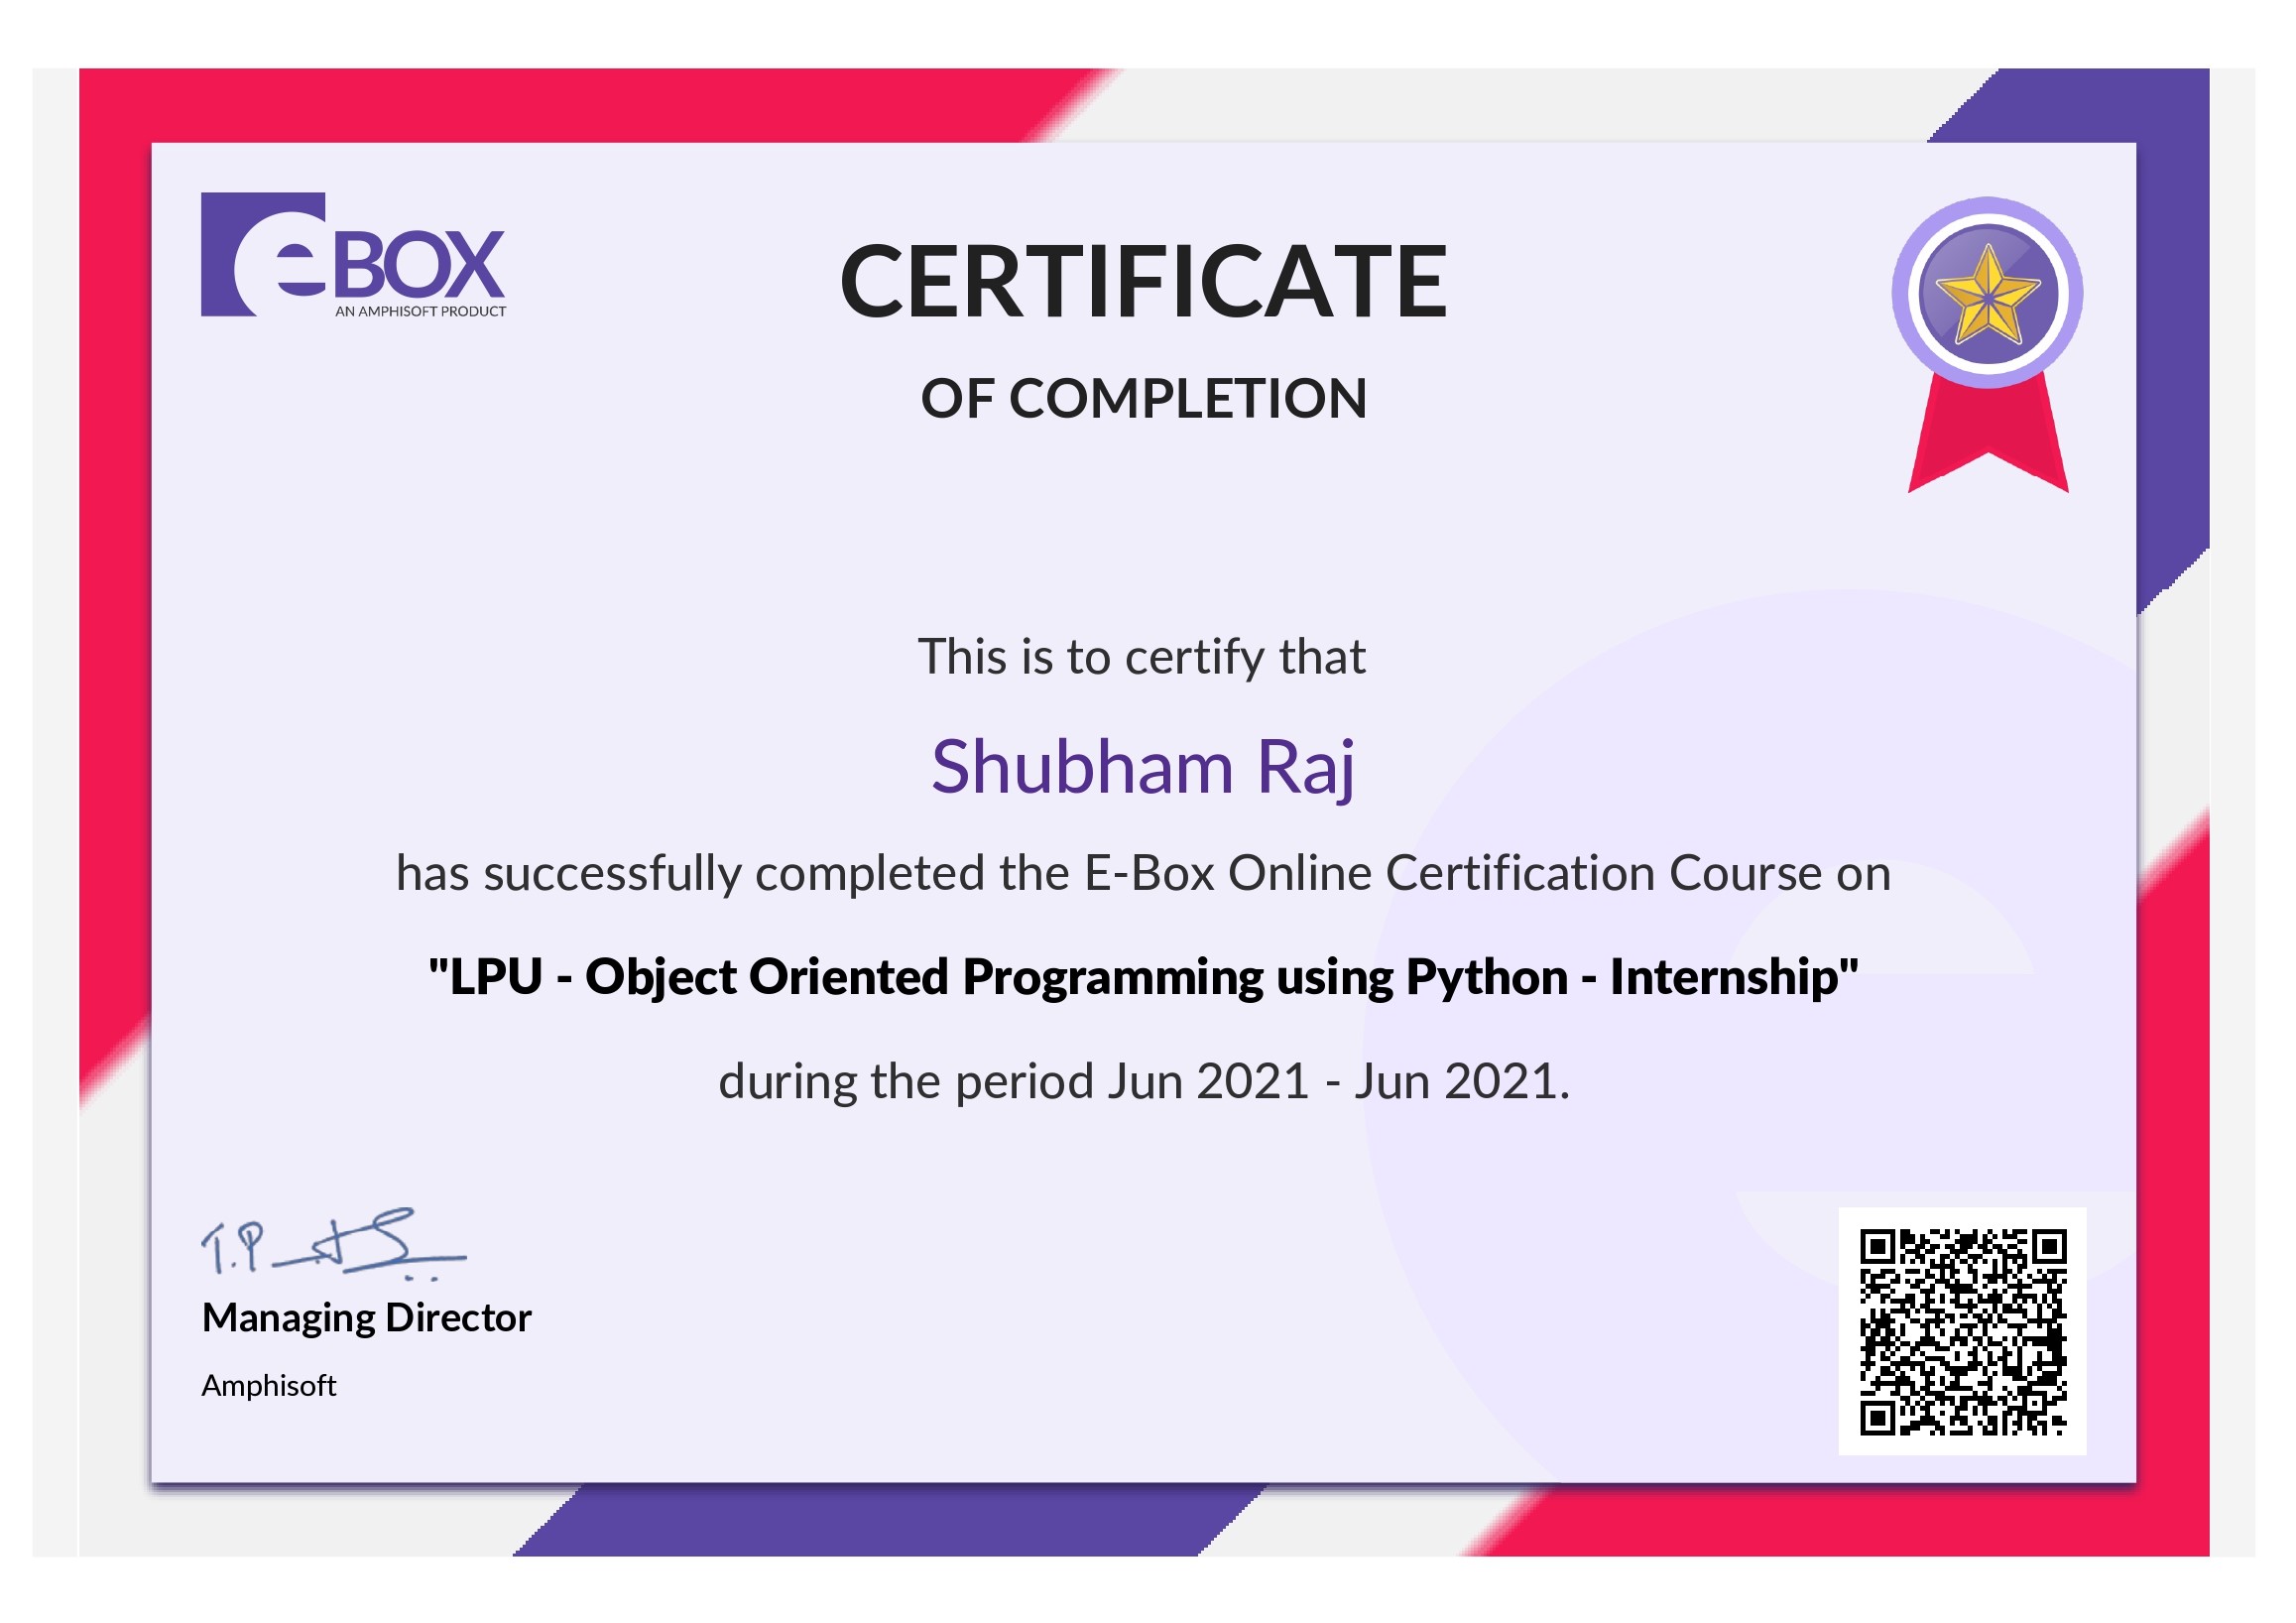 eBOX
AN AMPHISOFT PRODUCT
CERTIFICATE
OF COMPLETION
This is to certify that
Shubham Raj
has successfully completed the E-Box Online Certification Course on
"LPU - Object Oriented Programming using Python - Internship"
during the period Jun 2021 - Jun 2021.
T.P
Managing Director
Amphisoft